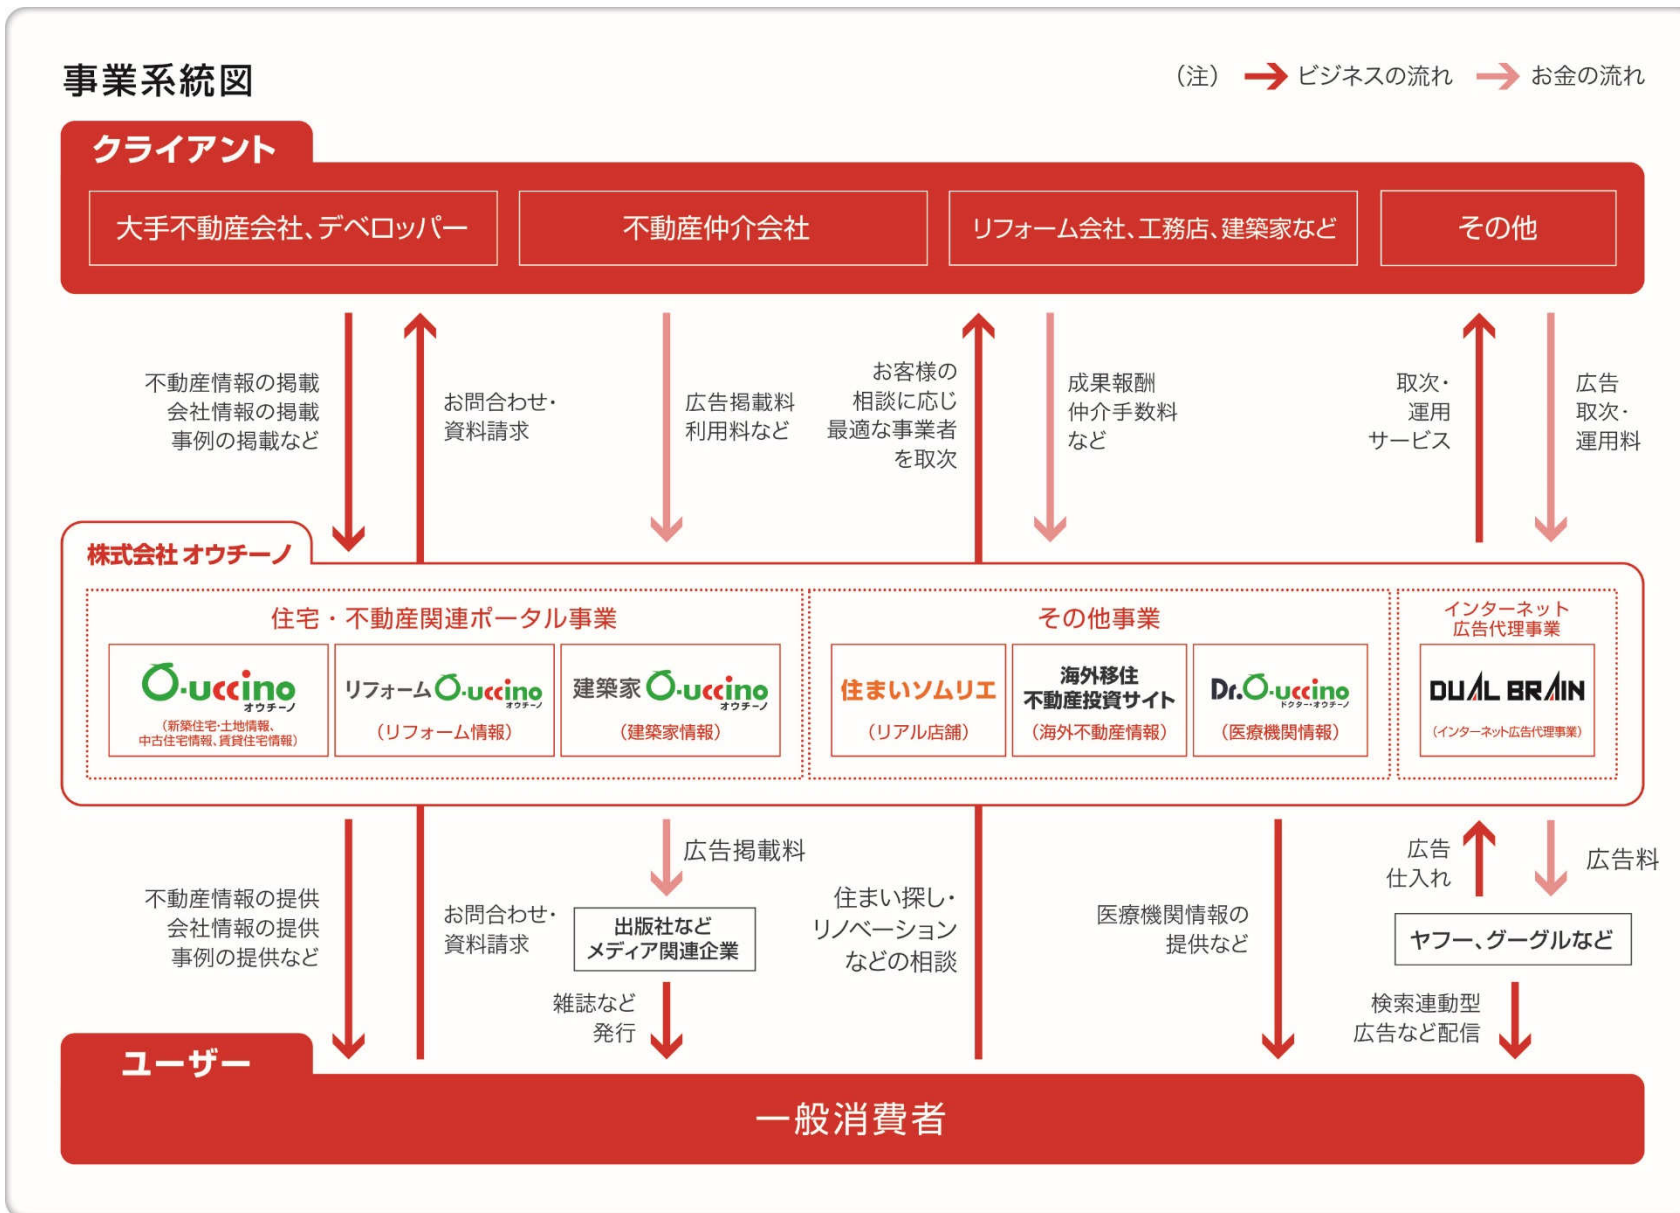 事業系統図
(注) ビジネスの流れ お金の流れ
クライアント
大手不動産会社、デベロッパー
不動産仲介会社
リフォーム会社、工務店、建築家など
その他
不動産情報の掲載
会社情報の掲載
事例の掲載など
お問合わせ・
資料請求
広告掲載料
利用料など
お客様の
相談に応じ
最適な事業者
を取次
成果報酬
仲介手数料
など
取次・
運用
サービス
広告
取次・
運用料
株式会社 オウチーノ
住宅・不動産関連ポータル事業
O-uccino
オウチーノ
(新築住宅・土地情報、
中古住宅情報、賃貸住宅情報)
リフォーム O-uccino
オウチーノ
(リフォーム情報)
建築家 O-uccino
オウチーノ
(建築家情報)
その他事業
住まいソムリエ
(リアル店舗)
海外移住
不動産投資サイト
(海外不動産情報)
Dr.O-uccino
ドクター・オウチーノ
(医療機関情報)
インターネット
広告代理事業
DUAL BRAIN
(インターネット広告代理事業)
不動産情報の提供
会社情報の提供
事例の提供など
お問合わせ・
資料請求
広告掲載料
出版社など
メディア関連企業
雑誌など
発行
住まい探し・
リノベーション
などの相談
医療機関情報の
提供など
広告
仕入れ
広告料
ヤフー、グーグルなど
検索連動型
広告など配信
ユーザー
一般消費者